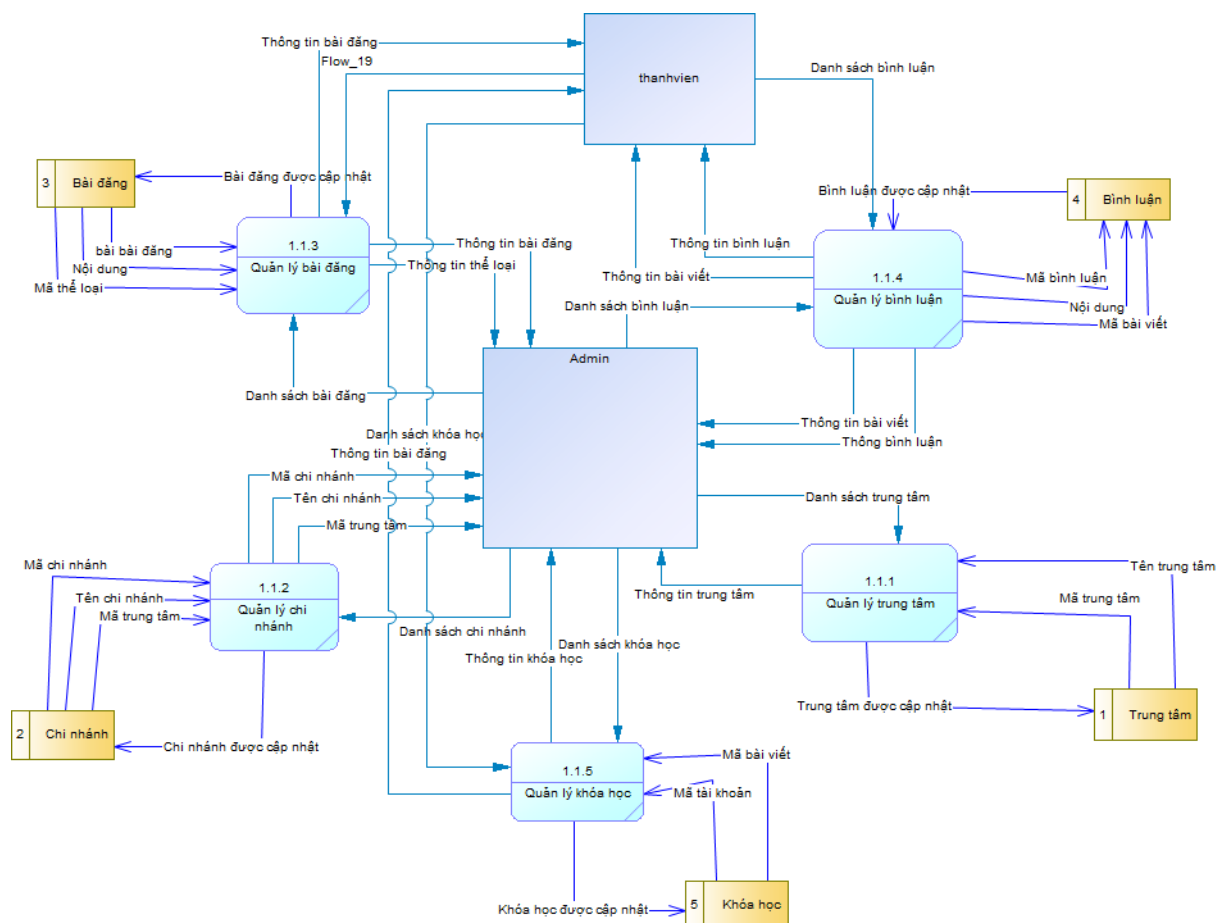 Thông tin bài đăng
Flow_19
thanhvien
Danh sách bình luận
3 Bài đăng
Bài đăng được cập nhật
Bình luận được cập nhật
4 Bình luận
1.1.3
bài bài đăng
Nội dung
Mã thể loại
Quản lý bài đăng
Thông tin bài đăng
Thông tin thể loại
Thông tin bình luận
Thông tin bài viết
1.1.4
Quản lý bình luận
Mã bình luận
Nội dung
Mã bài viết
Danh sách bình luận
Admin
Danh sách bài đăng
Thông tin bài viết
Thông bình luận
Danh sách khóa học
Thông tin bài đăng
Mã chi nhánh
Tên chi nhánh
Mã trung tâm
Danh sách trung tâm
Mã chi nhánh
Tên chi nhánh
Mã trung tâm
1.1.2
Quản lý chi
nhánh
1.1.1
Quản lý trung tâm
Tên trung tâm
Mã trung tâm
Thông tin trung tâm
Danh sách chi nhánh
Thông tin khóa học
Danh sách khóa học
2 Chi nhánh
Chi nhánh được cập nhật
Trung tâm được cập nhật
1 Trung tâm
1.1.5
Quản lý khóa học
Mã bài viết
Mã tài khoản
Khóa học được cập nhật
5 Khóa học